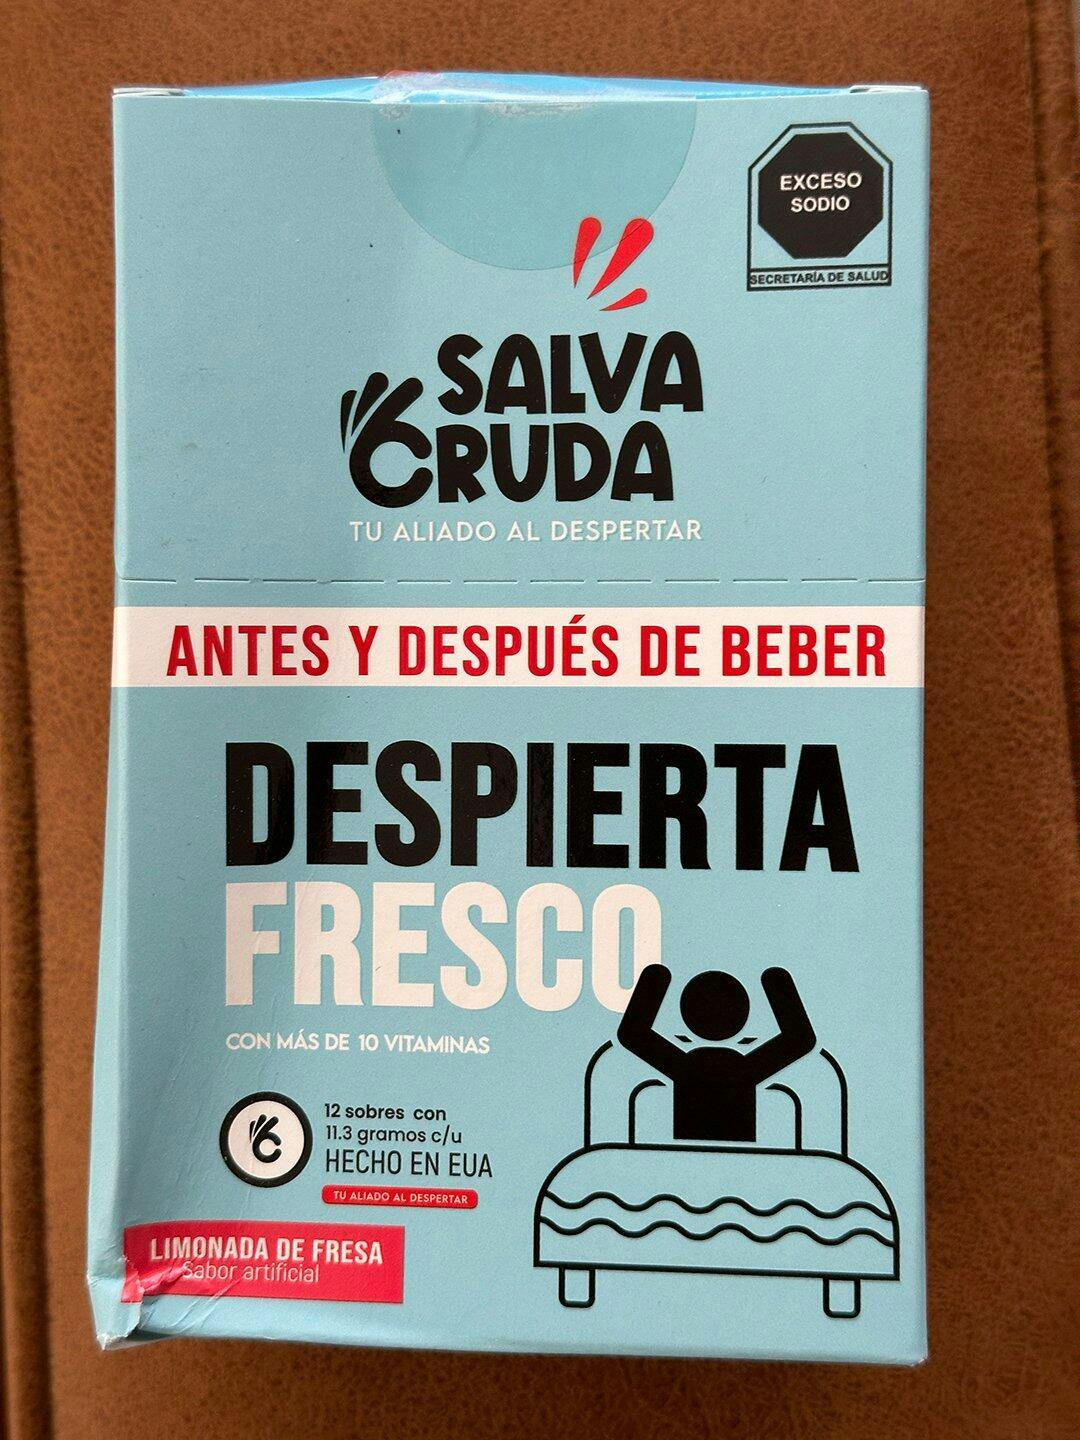 EXCESO
SODIO
SECRETARÍA DE SALUD
SALVA
CRUDA
TU ALIADO AL DESPERTAR
ANTES Y DESPUÉS DE BEBER
DESPIERTA
FRESCO
CON MÁS DE 10 VITAMINAS
12 sobres con
11.3 gramos c/u
HECHO EN EUA
TU ALIADO AL DESPERTAR
LIMONADA DE FRESA
Sabor artificial